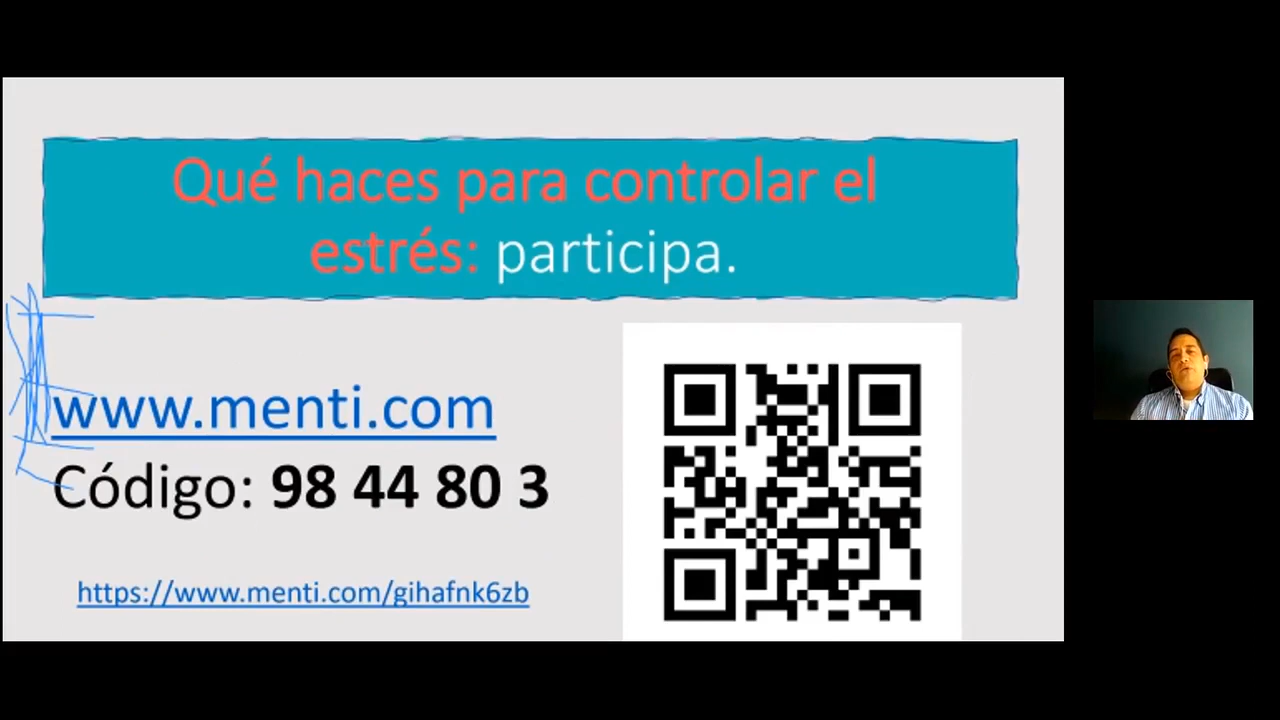 Qué haces para controlar el
estrés: participa.
www.menti.com
Código: 98 44 80 3
https://www.menti.com/gihafnk6zb